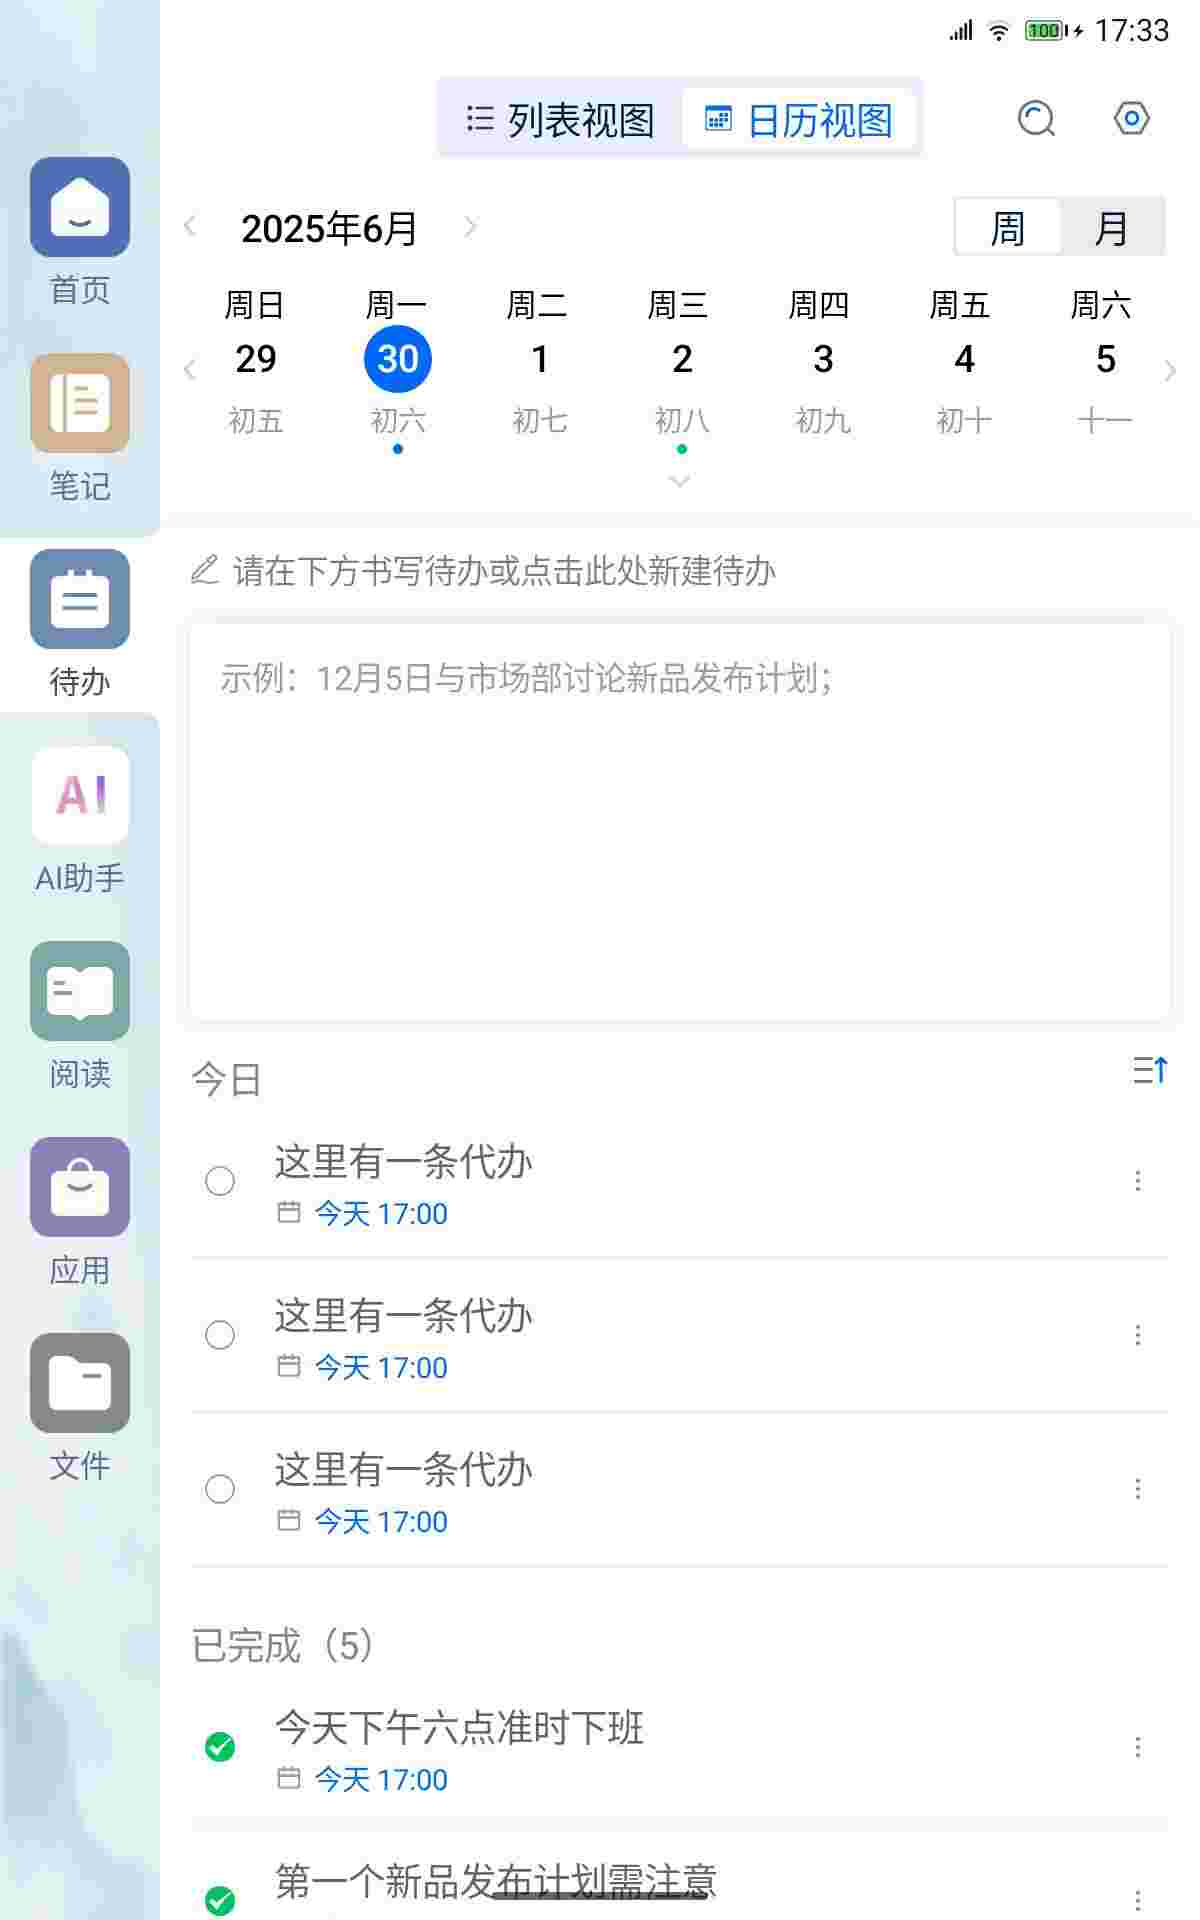 100 17:33
列表视图 日历视图
2025年6月 周 月
周日 周一 周二 周三 周四 周五 周六
29 30 1 2 3 4 5
初五 初六 初七 初八 初九 初十 十一
首页
笔记
待办
AI
AI助手
阅读
应用
文件
请在下方书写待办或点击此处新建待办
示例：12月5日与市场部讨论新品发布计划；
今日
这里有一条代办
今天 17:00
这里有一条代办
今天 17:00
这里有一条代办
今天 17:00
已完成（5）
今天下午六点准时下班
今天 17:00
第一个新品发布计划需注意